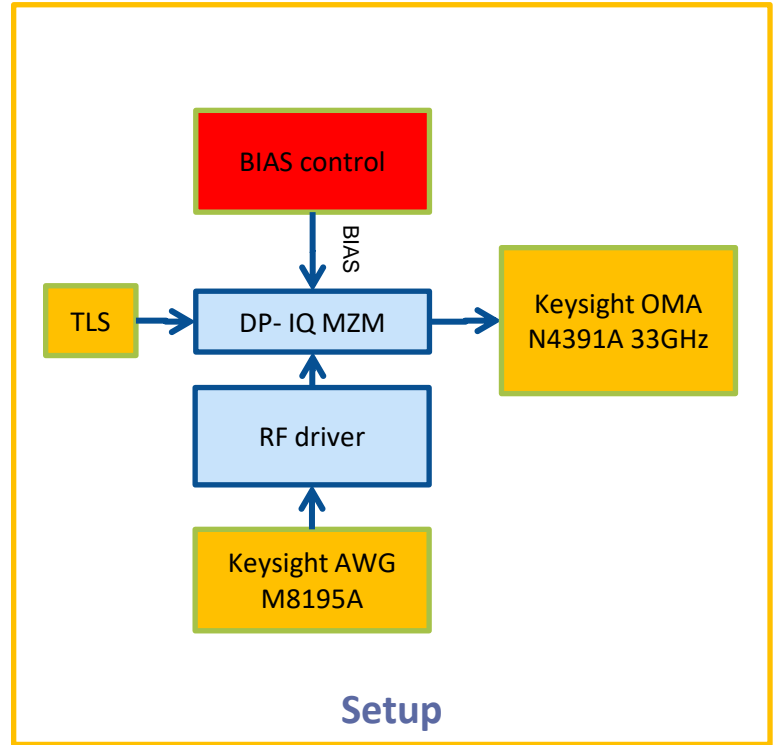 BIAS control
BIAS
TLS
DP- IQ MZM
Keysight OMA
N4391A 33GHz
RF driver
Keysight AWG
M8195A
Setup